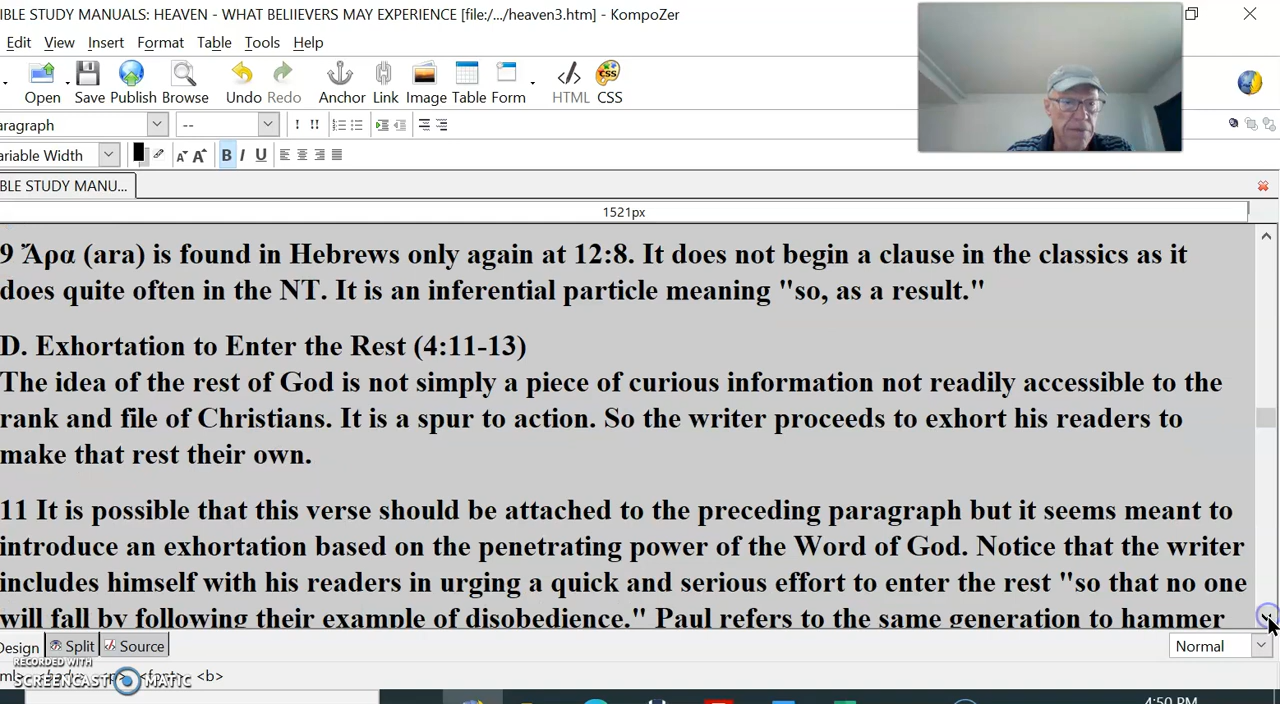 IBLE STUDY MANUALS: HEAVEN - WHAT BELIIEVERS MAY EXPERIENCE [file:/.../heaven3.htm] - KompoZer
Edit View Insert Format Table Tools Help
Open Save Publish Browse Undo Redo Anchor Link Image Table Form HTML CSS
aragraph --
ariable Width B I U
BLE STUDY MANU...
1521px
9 Ἄρα (ara) is found in Hebrews only again at 12:8. It does not begin a clause in the classics as it
does quite often in the NT. It is an inferential particle meaning "so, as a result."
D. Exhortation to Enter the Rest (4:11-13)
The idea of the rest of God is not simply a piece of curious information not readily accessible to the
rank and file of Christians. It is a spur to action. So the writer proceeds to exhort his readers to
make that rest their own.
11 It is possible that this verse should be attached to the preceding paragraph but it seems meant to
introduce an exhortation based on the penetrating power of the Word of God. Notice that the writer
includes himself with his readers in urging a quick and serious effort to enter the rest "so that no one
will fall by following their example of disobedience." Paul refers to the same generation to hammer
Design Split Source Normal
RECORDED WITH
SCREENCAST MATIC
<b>
4:50 PM